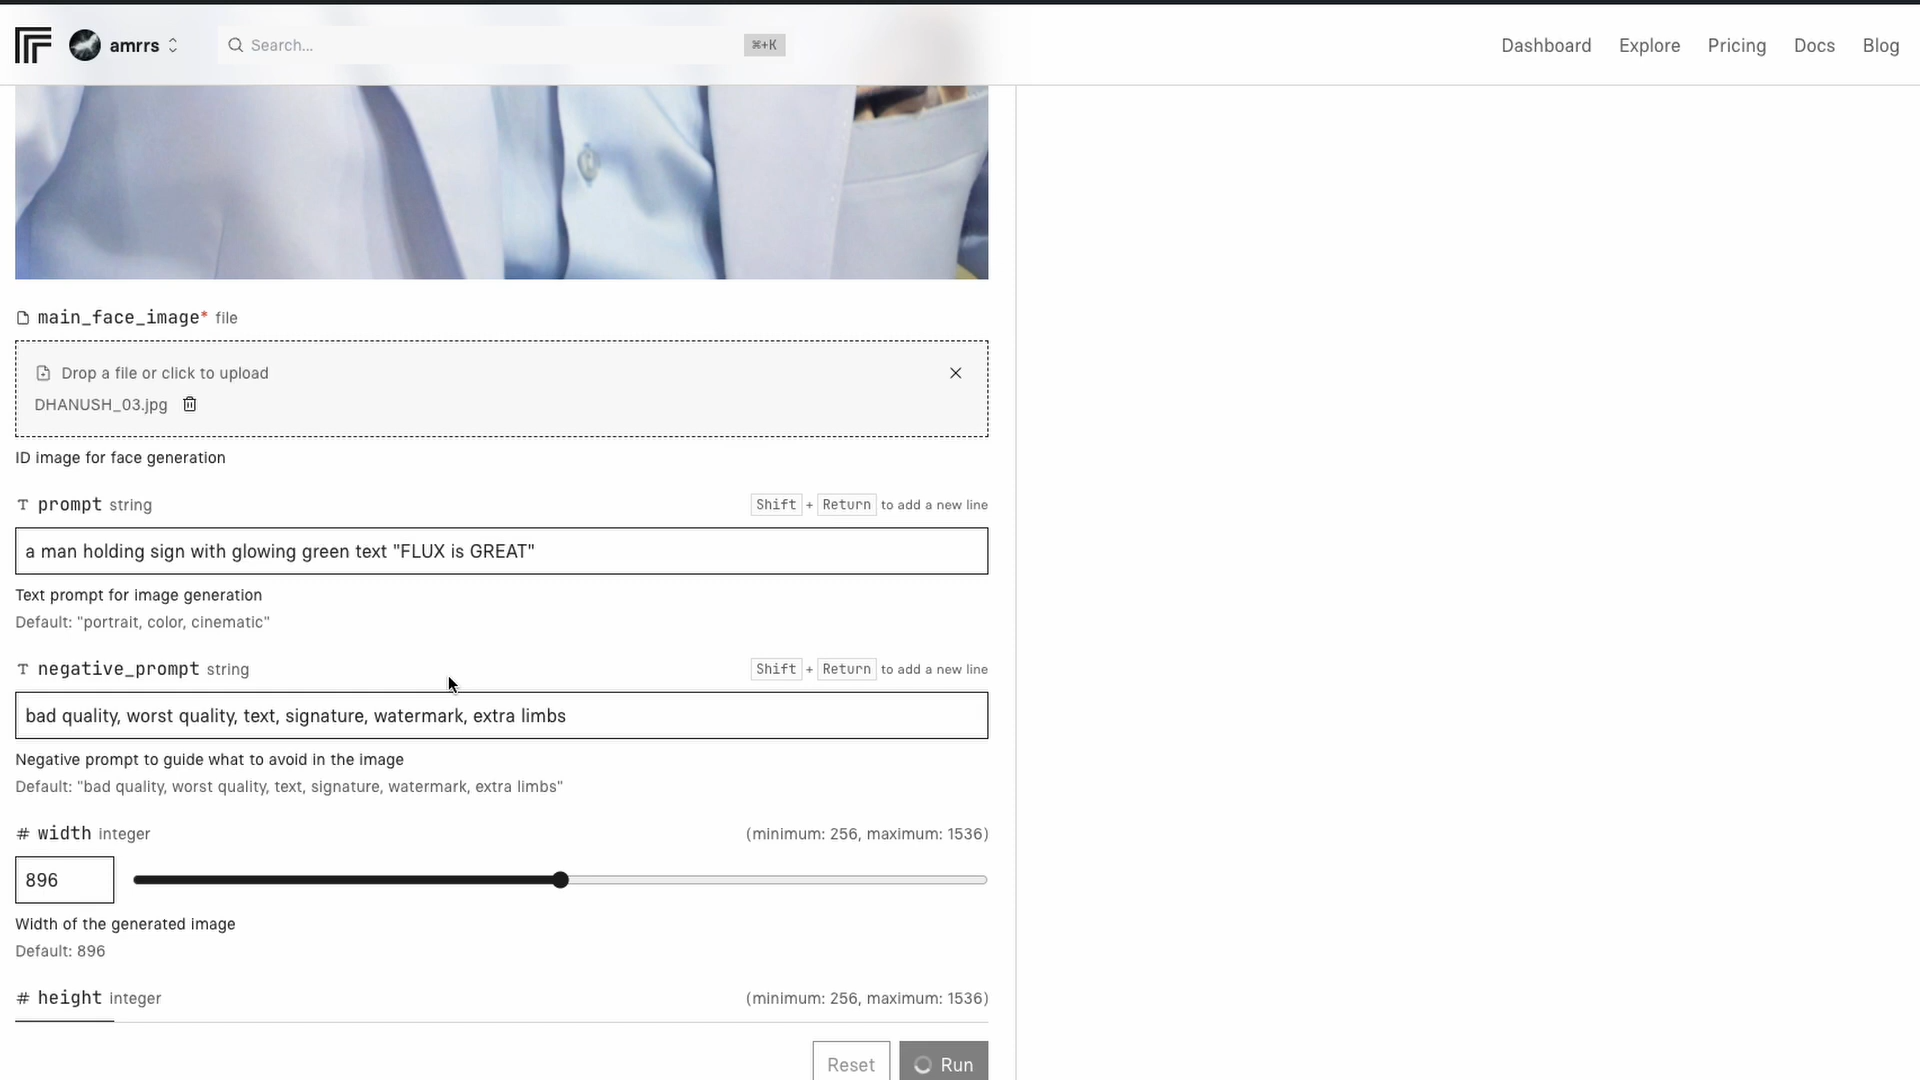 amrrs Search... ⌘+K Dashboard Explore Pricing Docs Blog
main_face_image* file
Drop a file or click to upload
DHANUSH_03.jpg
ID image for face generation
prompt string Shift + Return to add a new line
a man holding sign with glowing green text "FLUX is GREAT"
Text prompt for image generation
Default: "portrait, color, cinematic"
negative_prompt string Shift + Return to add a new line
bad quality, worst quality, text, signature, watermark, extra limbs
Negative prompt to guide what to avoid in the image
Default: "bad quality, worst quality, text, signature, watermark, extra limbs"
# width integer (minimum: 256, maximum: 1536)
896
Width of the generated image
Default: 896
# height integer (minimum: 256, maximum: 1536)
Reset Run